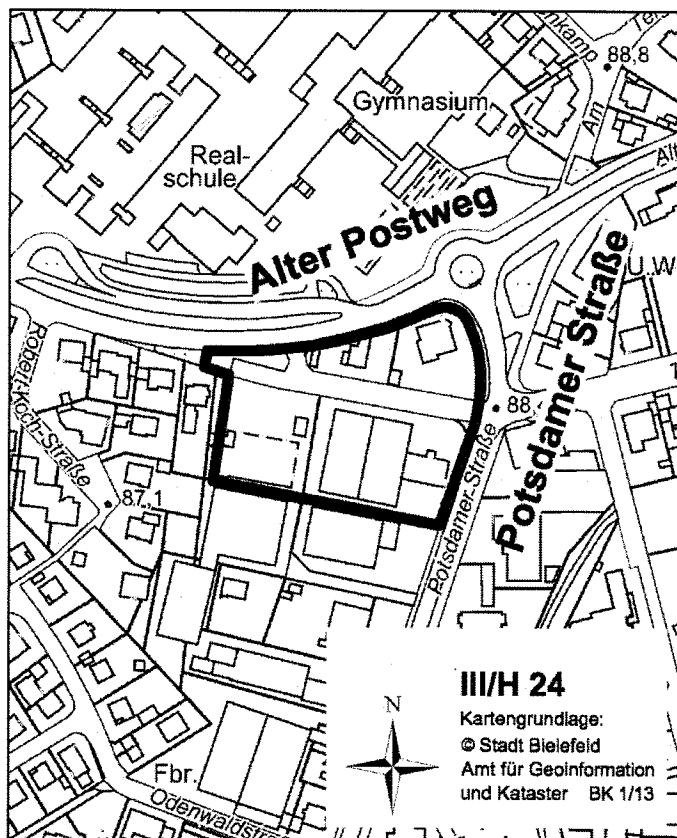 88,8
Am
Gymnasium
Real-
schule
Alter Postweg
Potsdamer Straße
Robert-Koch-Straße
88,
87,1
Potsdamer-Straße
III/H 24
N
Kartengrundlage:
© Stadt Bielefeld
Amt für Geoinformation
und Kataster BK 1/13
Fbr.